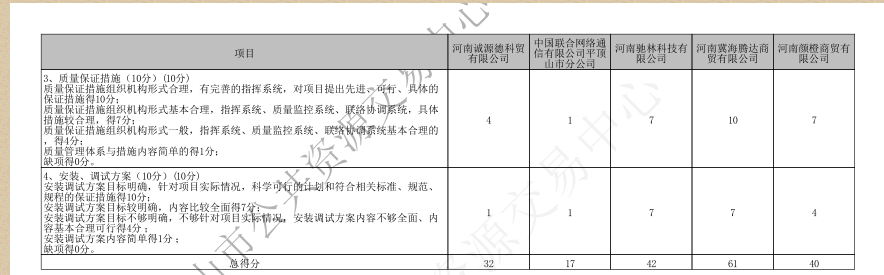 项目
河南诚源德科贸
有限公司
中国联合网络通
信有限公司平顶
山市分公司
河南驰林科技有
限公司
河南冀海腾达商
贸有限公司
河南颜橙商贸有
限公司
3、质量保证措施（10分）(10分)
质量保证措施组织机构形式合理，有完善的指挥系统，对项目提出先进、可行、具体的
保证措施得10分；
质量保证措施组织机构形式基本合理，指挥系统、质量监控系统、联络协调系统，具体
措施较合理，得7分；
质量保证措施组织机构形式一般，指挥系统、质量监控系统、联络协调系统基本合理的
，得4分；
质量管理体系与措施内容简单的得1分；
缺项得0分。
4
1
7
10
7
4、安装、调试方案（10分）(10分)
安装调试方案目标明确，针对项目实际情况，科学可行的计划和符合相关标准、规范、
规程的保证措施得10分；
安装调试方案目标较明确，内容比较全面得7分；
安装调试方案目标不够明确，不够针对项目实际情况，安装调试方案内容不够全面、内
容基本合理可行得4分；
安装调试方案内容简单得1分；
缺项得0分。
1
1
7
7
4
总得分
32
17
42
61
40
山市公共资源交易中心
资源交易中心